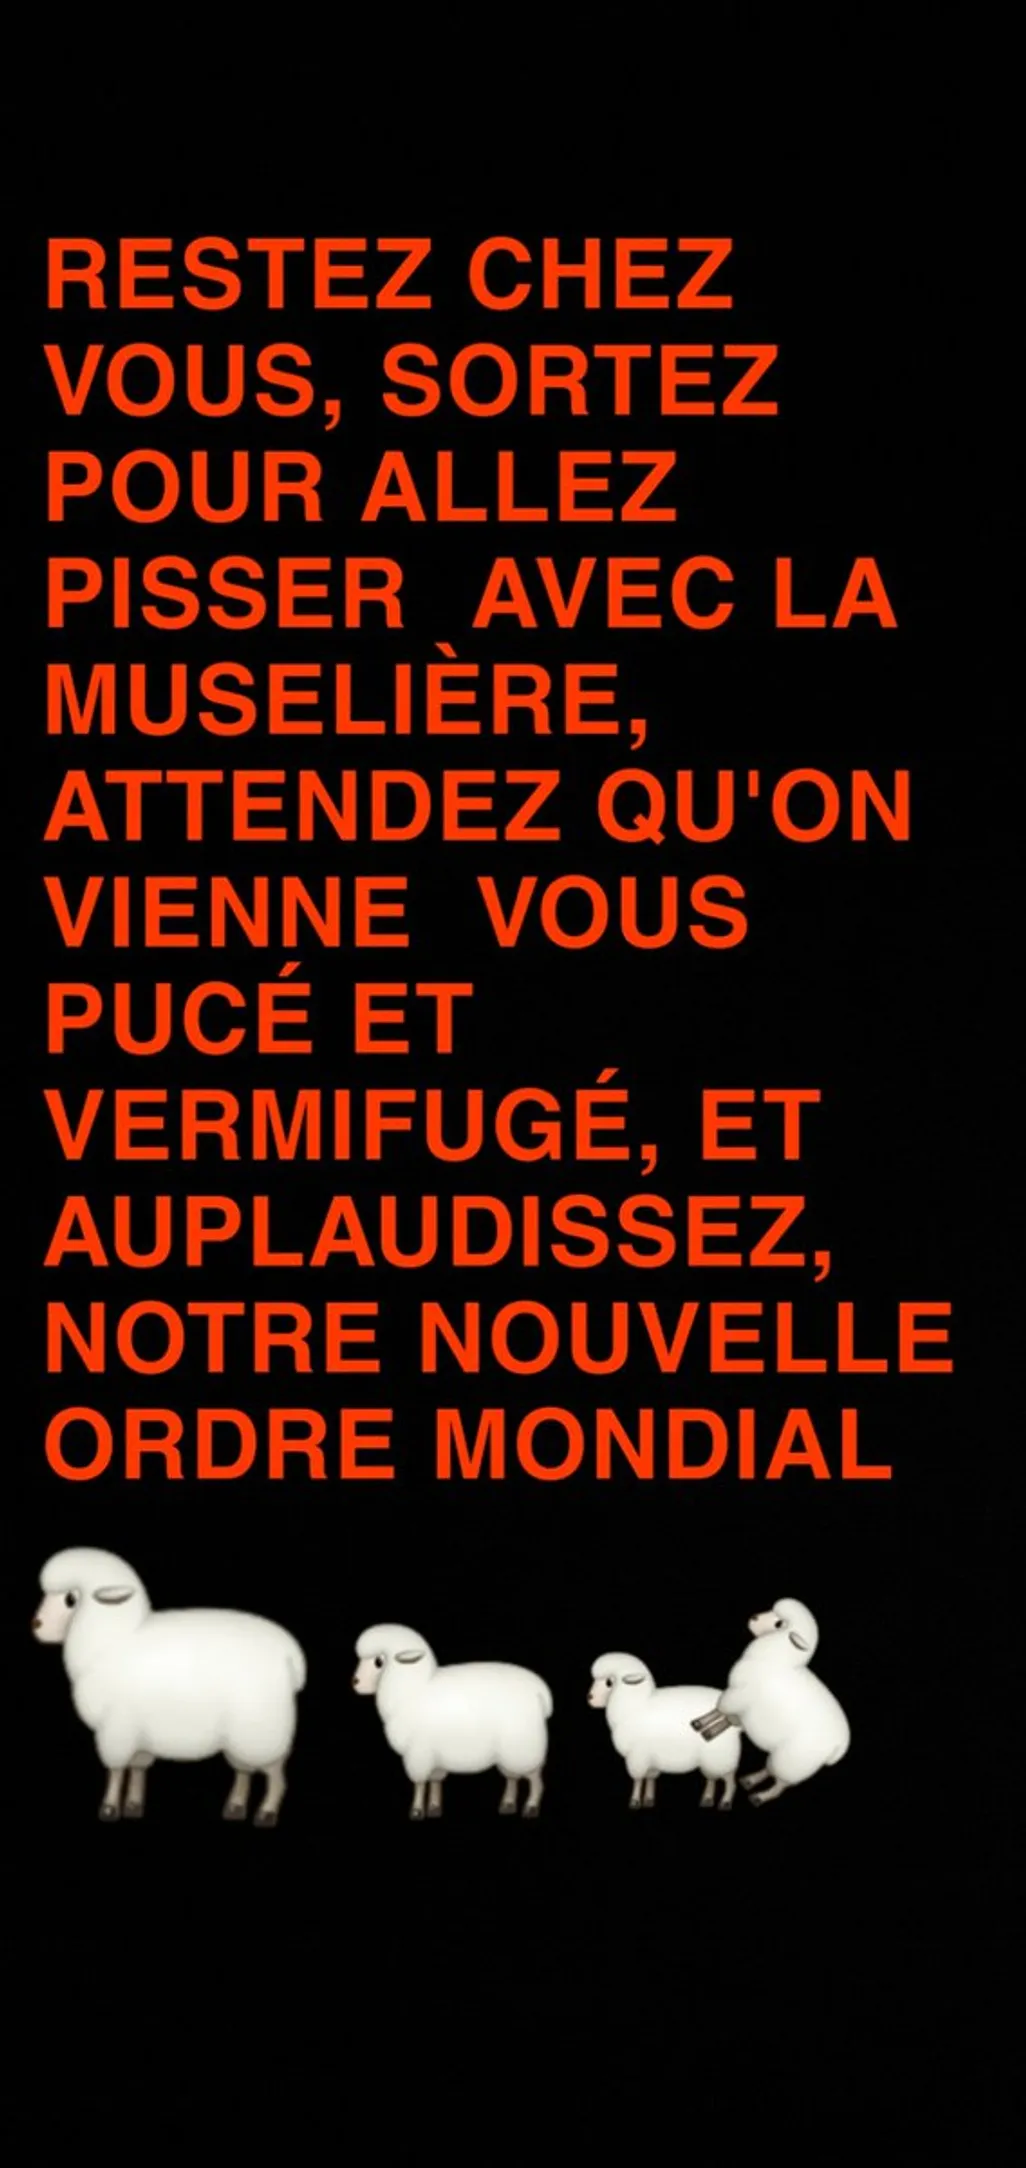 RESTEZ CHEZ
VOUS, SORTEZ
POUR ALLEZ
PISSER  AVEC LA
MUSELIÈRE,
ATTENDEZ QU'ON
VIENNE  VOUS
PUCÉ ET
VERMIFUGÉ, ET
AUPLAUDISSEZ,
NOTRE NOUVELLE
ORDRE MONDIAL